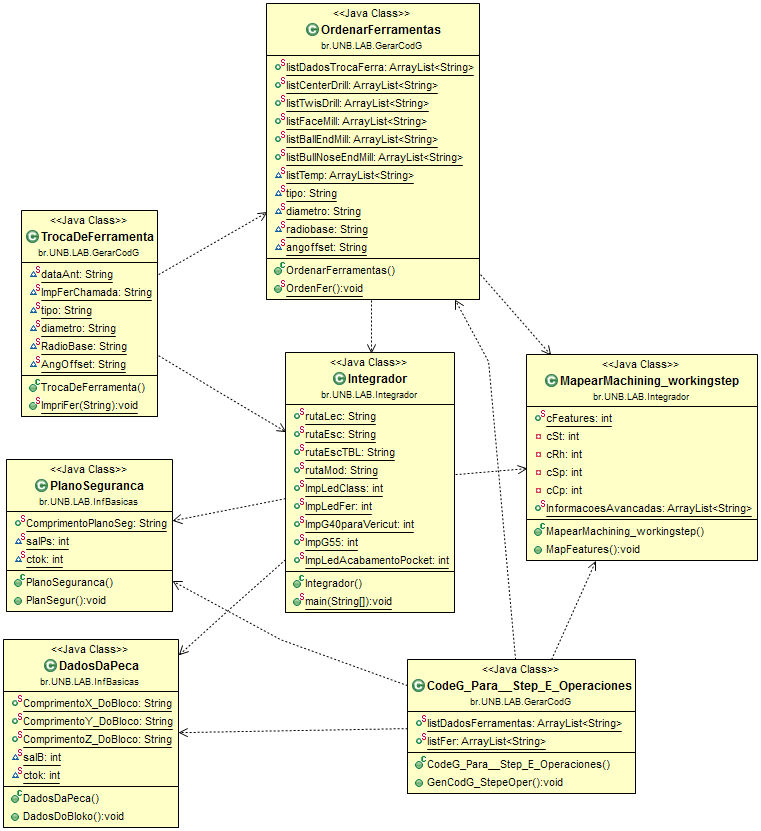 <<Java Class>>
OrdenarFerramentas
br.UNB.LAB.GerarCodG
listDadosTrocaFerra: ArrayList<String>
listCenterDrill: ArrayList<String>
listTwisDrill: ArrayList<String>
listFaceMill: ArrayList<String>
listBallEndMill: ArrayList<String>
listBullNoseEndMill: ArrayList<String>
listTemp: ArrayList<String>
tipo: String
diametro: String
radiobase: String
angoffset: String
OrdenarFerramentas()
OrdenFer():void
<<Java Class>>
TrocaDeFerramenta
br.UNB.LAB.GerarCodG
dataAnt: String
ImpFerChamada: String
tipo: String
diametro: String
RadioBase: String
AngOffset: String
TrocaDeFerramenta()
ImpriFer(String):void
<<Java Class>>
Integrador
br.UNB.LAB.Integrador
rutaLec: String
rutaEsc: String
rutaEscTBL: String
rutaMod: String
ImpLedClass: int
ImpLedFer: int
ImpG40paraVericut: int
ImpG55: int
ImpLedAcabamentoPocket: int
Integrador()
main(String[]):void
<<Java Class>>
MapearMachining_workingstep
br.UNB.LAB.Integrador
cFeatures: int
cSt: int
cRh: int
cSp: int
cCp: int
InformacoesAvancadas: ArrayList<String>
MapearMachining_workingstep()
MapFeatures():void
<<Java Class>>
PlanoSeguranca
br.UNB.LAB.InfBasicas
ComprimentoPlanoSeg: String
salPs: int
ctok: int
PlanoSeguranca()
PlanSegur():void
<<Java Class>>
DadosDaPeca
br.UNB.LAB.InfBasicas
ComprimentoX_DoBloco: String
ComprimentoY_DoBloco: String
ComprimentoZ_DoBloco: String
salB: int
ctok: int
DadosDaPeca()
DadosDoBloko():void
<<Java Class>>
CodeG_Para__Step_E_Operaciones
br.UNB.LAB.GerarCodG
listDadosFerramentas: ArrayList<String>
listFer: ArrayList<String>
CodeG_Para__Step_E_Operaciones()
GenCodG_StepeOper():void